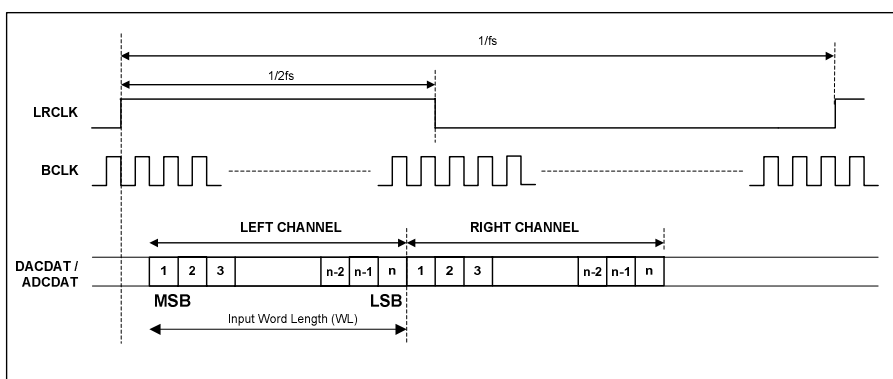 1/fs
1/2fs
LRCLK
BCLK
LEFT CHANNEL RIGHT CHANNEL
DACDAT /
ADCDAT
1 2 3 n-2 n-1 n 1 2 3 n-2 n-1 n
MSB LSB
Input Word Length (WL)